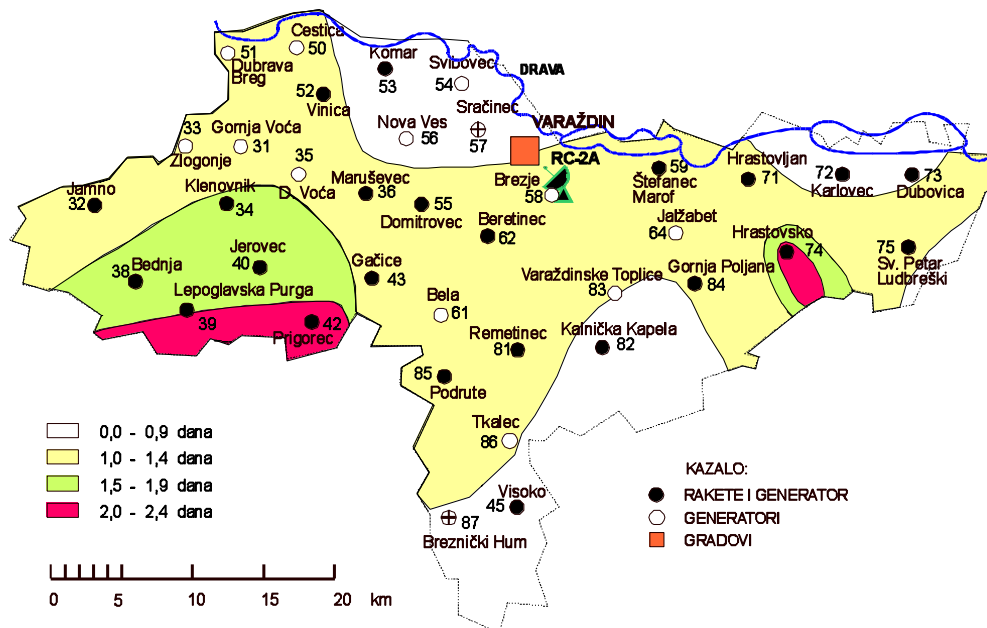 Cestica
50
51
Dubrava
Breg
Komar
53
Svibovec
54
DRAVA
52
Vinica
Sračinec
57
Nova Ves
56
VARAŽDIN
33
Zlogonje
Gornja Voća
31
35
D. Voća
RC-2A
Brezje
58
59
Štefanec
Marof
Hrastovljan
71
72
Karlovec
73
Dubovica
Jamno
32
Klenovnik
34
Maruševec
36
55
Domitrovec
Beretinec
62
Jalžabet
64
Hrastovsko
74
75
Sv. Petar
Ludbreški
Jerovec
40
38
Bednja
Gačice
43
Varaždinske Toplice
83
Gornja Poljana
84
Lepoglavska Purga
39
42
Prigorec
Bela
61
Remetinec
81
Kalnička Kapela
82
85
Podrute
Tkalec
86
Visoko
45
87
Breznički Hum
0,0 - 0,9 dana
1,0 - 1,4 dana
1,5 - 1,9 dana
2,0 - 2,4 dana
KAZALO:
RAKETE I GENERATOR
GENERATORI
GRADOVI
0 5 10 20 km